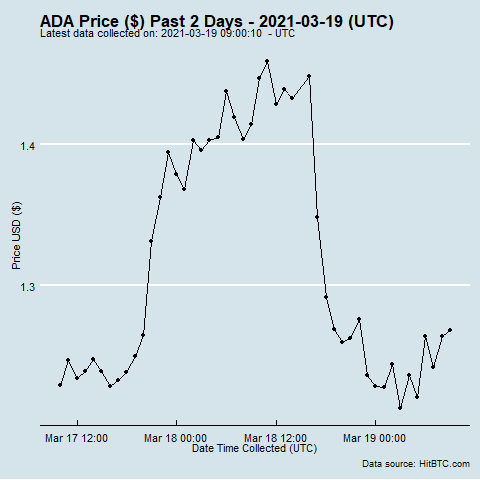 ADA Price ($) Past 2 Days - 2021-03-19 (UTC)
Latest data collected on: 2021-03-19 09:00:10  - UTC
1.4
Price USD ($)
1.3
Mar 17 12:00 Mar 18 00:00 Mar 18 12:00 Mar 19 00:00
Date Time Collected (UTC)
Data source: HitBTC.com